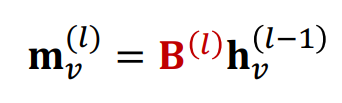 𝐦_v^{(l)} = 𝐁^{(l)} 𝐡_v^{(l−1)}